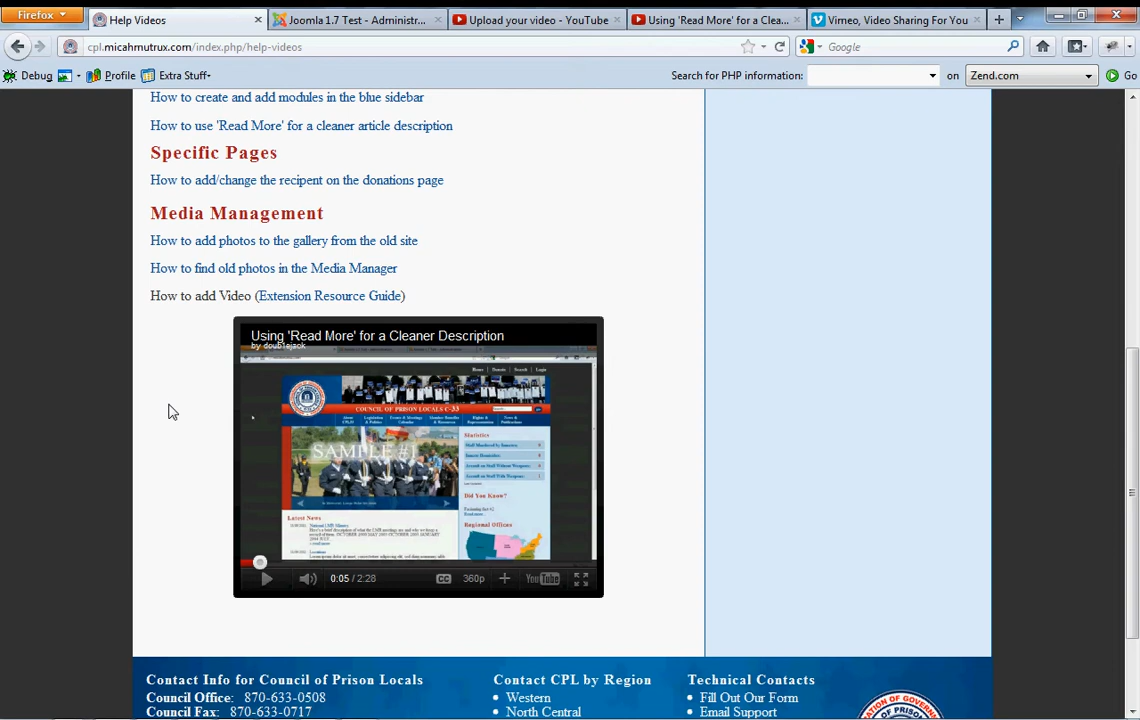 Firefox
Help Videos
Joomla 1.7 Test - Administr...
Upload your video - YouTube
Using 'Read More' for a Clea...
Vimeo, Video Sharing For You
cpl.micahmutrux.com/index.php/help-videos
Google
Debug
Profile
Extra Stuff
Search for PHP information:
on
Zend.com
Go
How to create and add modules in the blue sidebar
How to use 'Read More' for a cleaner article description
Specific Pages
How to add/change the recipent on the donations page
Media Management
How to add photos to the gallery from the old site
How to find old photos in the Media Manager
How to add Video (Extension Resource Guide)
Using 'Read More' for a Cleaner Description
by doub1ejack
Home Donate Search Login
COUNCIL OF PRISON LOCALS C-33
SAMPLE #1
Statistics
Did You Know?
Regional Offices
Latest News
0:05 / 2:28
CC
360p
YouTube
Contact Info for Council of Prison Locals
Council Office: 870-633-0508
Council Fax: 870-633-0717
Contact CPL by Region
Western
North Central
Technical Contacts
Fill Out Our Form
Email Support